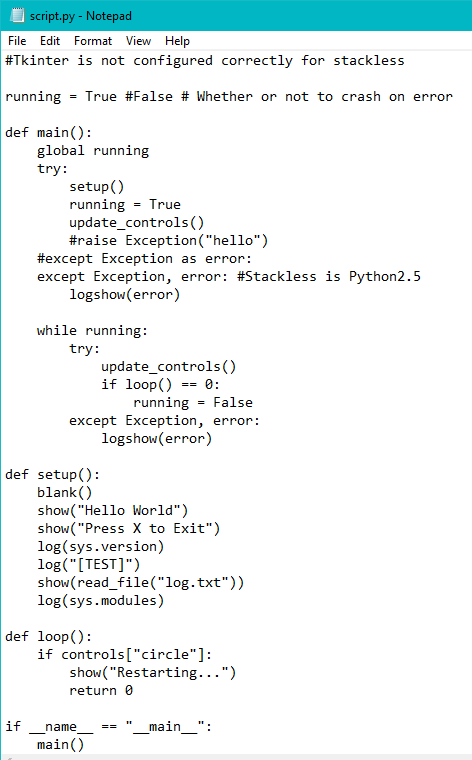 script.py - Notepad
File Edit Format View Help
#Tkinter is not configured correctly for stackless

running = True #False # Whether or not to crash on error

def main():
    global running
    try:
        setup()
        running = True
        update_controls()
        #raise Exception("hello")
    #except Exception as error:
    except Exception, error: #Stackless is Python2.5
        logshow(error)

    while running:
        try:
            update_controls()
            if loop() == 0:
                running = False
        except Exception, error:
            logshow(error)

def setup():
    blank()
    show("Hello World")
    show("Press X to Exit")
    log(sys.version)
    log("[TEST]")
    show(read_file("log.txt"))
    log(sys.modules)

def loop():
    if controls["circle"]:
        show("Restarting...")
        return 0

if __name__ == "__main__":
    main()